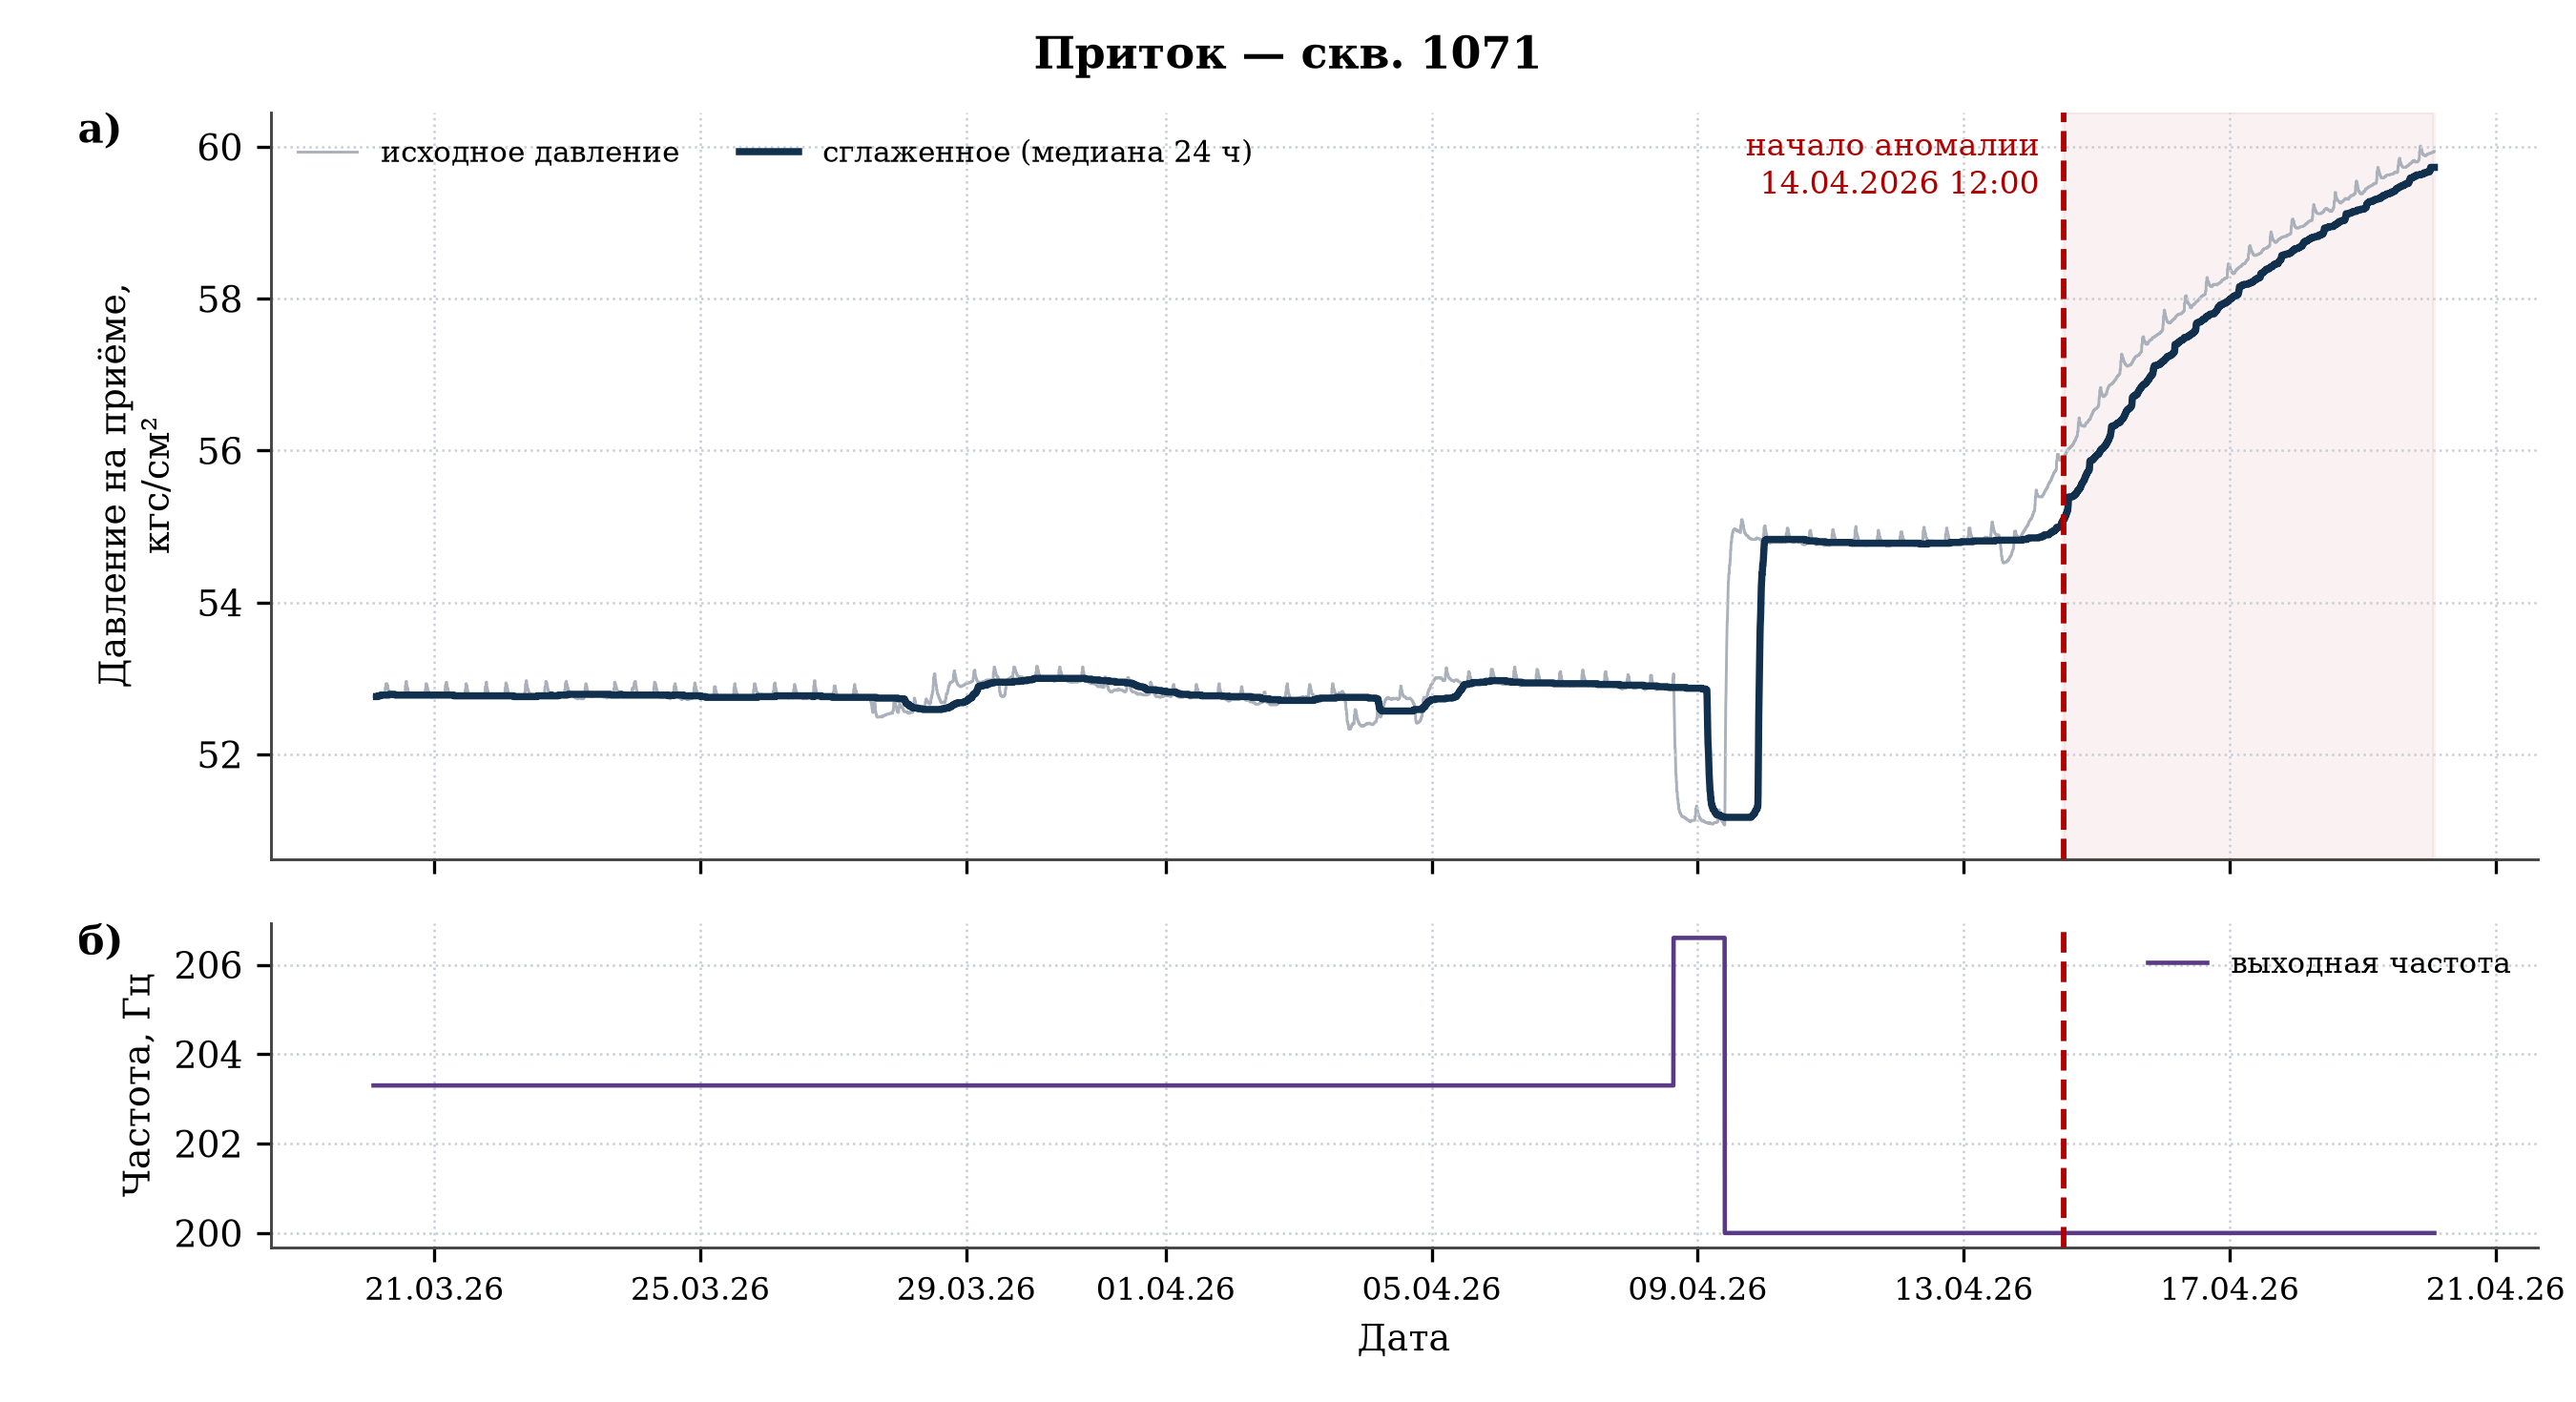 Приток — скв. 1071
а)
исходное давление
сглаженное (медиана 24 ч)
начало аномалии
14.04.2026 12:00
Давление на приёме,
кгс/см²
60
58
56
54
52
б)
выходная частота
Частота, Гц
206
204
202
200
21.03.26 25.03.26 29.03.26 01.04.26 05.04.26 09.04.26 13.04.26 17.04.26 21.04.26
Дата